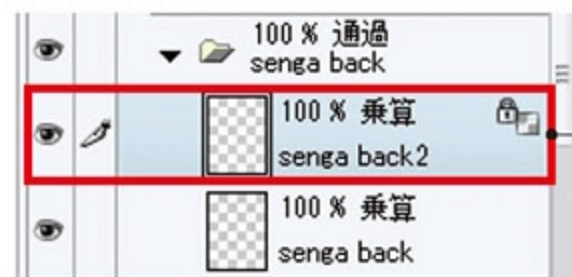 100 % 通過
senga back
100 % 乗算
senga back2
100 % 乗算
senga back